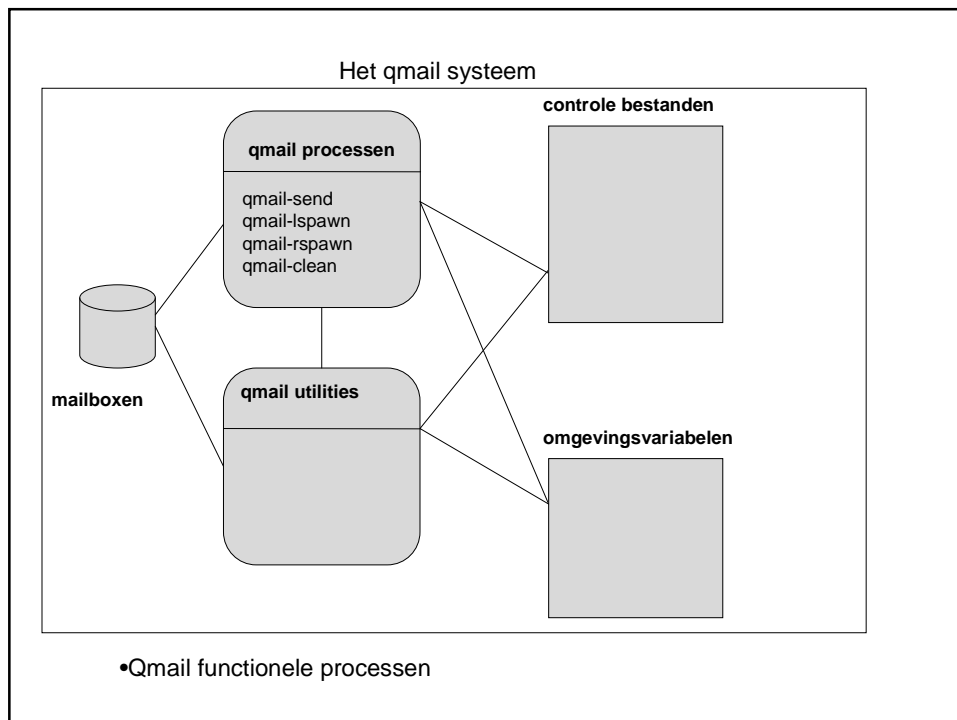 Het qmail systeem
controle bestanden
qmail processen
qmail-send
qmail-lspawn
qmail-rspawn
qmail-clean
mailboxen
qmail utilities
omgevingsvariabelen
•Qmail functionele processen